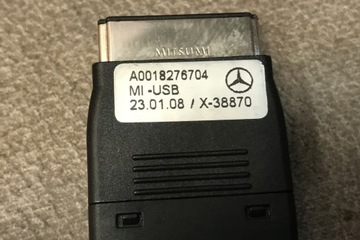 MITSUMI
A0018276704
MI-USB
23.01.08 / X-38870